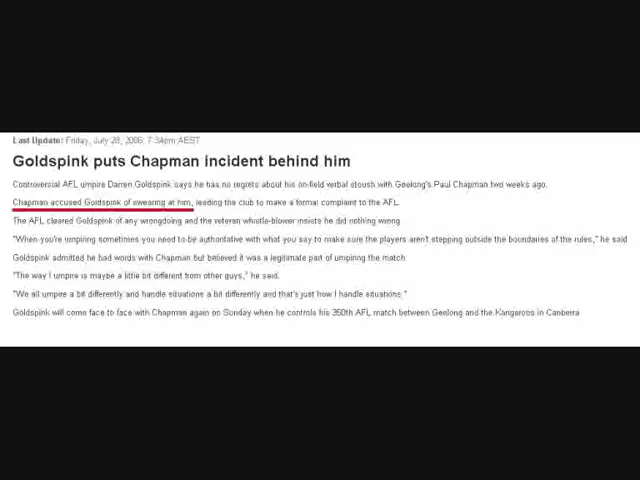 Last Update: Friday, July 28, 2006. 7:34pm AEST
Goldspink puts Chapman incident behind him
Controversial AFL umpire Darren Goldspink says he has no regrets about his on-field verbal stoush with Geelong's Paul Chapman two weeks ago.
Chapman accused Goldspink of swearing at him, leading the club to make a formal complaint to the AFL.
The AFL cleared Goldspink of any wrongdoing and the veteran whistle-blower insists he did nothing wrong
"When you're umpiring sometimes you need to be authoritative with what you say to make sure the players aren't stepping outside the boundaries of the rules," he said
Goldspink admitted he had words with Chapman but believed it was a legitimate part of umpiring the match
"The way I umpire is maybe a little bit different from other guys," he said.
"We all umpire a bit differently and handle situations a bit differently and that's just how I handle situations."
Goldspink will come face to face with Chapman again on Sunday when he controls his 350th AFL match between Geelong and the Kangaroos in Canberra